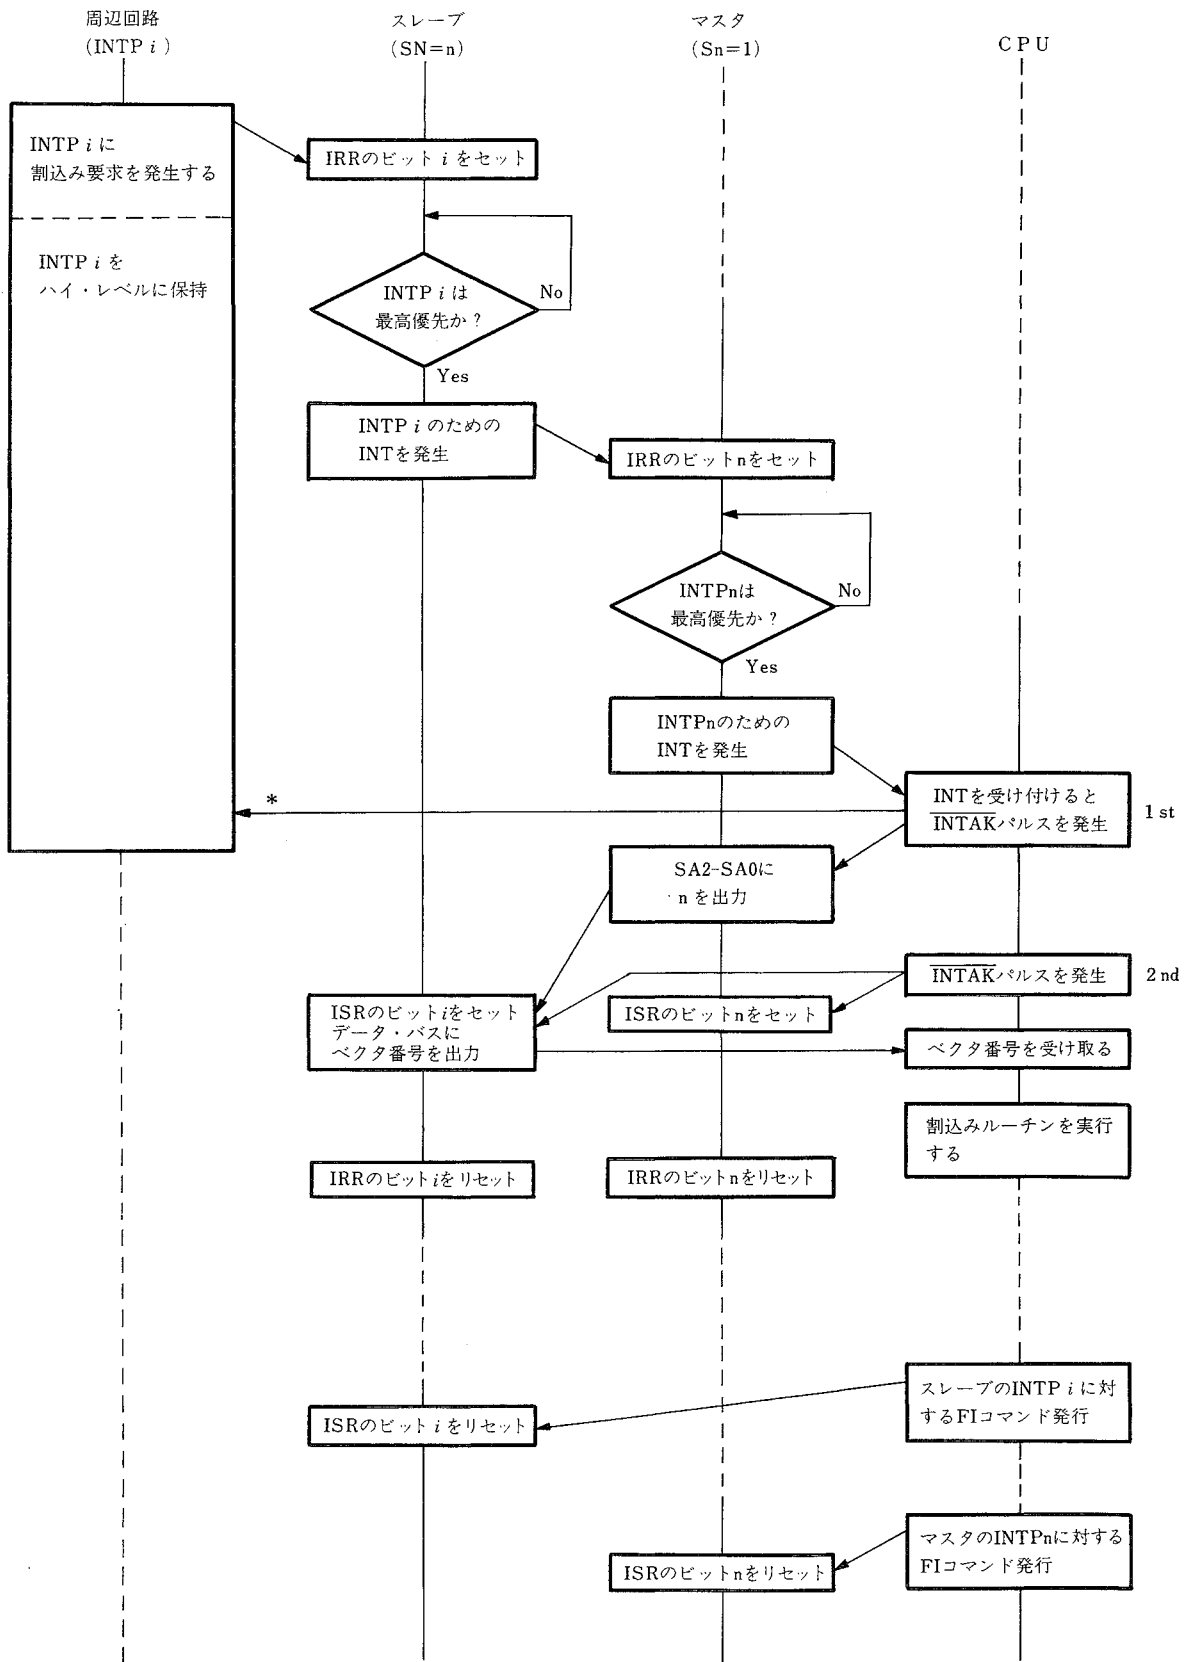 周辺回路
(INTP i)
スレーブ
(SN=n)
マスタ
(Sn=1)
CPU
INTP i に
割込み要求を発生する
IRRのビット i をセット
INTP i を
ハイ・レベルに保持
INTP i は
最高優先か？
No
Yes
INTP i のための
INTを発生
IRRのビットnをセット
INTPnは
最高優先か？
No
Yes
INTPnのための
INTを発生
INTを受け付けると
INTAKパルスを発生
1 st
*
SA2-SA0に
nを出力
INTAKパルスを発生
2 nd
ISRのビットiをセット
データ・バスに
ベクタ番号を出力
ISRのビットnをセット
ベクタ番号を受け取る
割込みルーチンを実行
する
IRRのビットiをリセット
IRRのビットnをリセット
スレーブのINTP i に対
するFIコマンド発行
ISRのビット i をリセット
マスタのINTPnに対する
FIコマンド発行
ISRのビットnをリセット